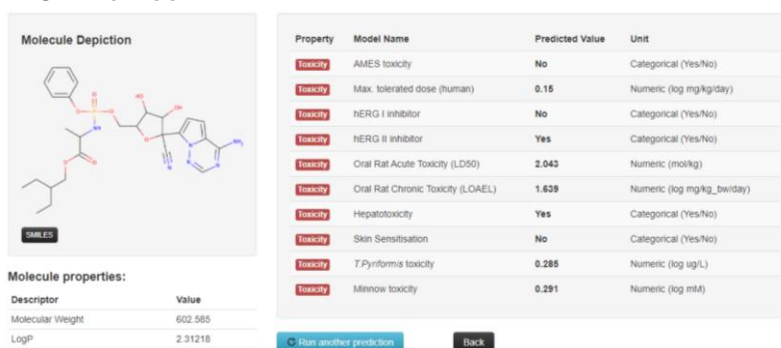 Molecule Depiction
SMILES
Molecule properties:
Descriptor Value
Molecular Weight 602.585
LogP 2.31218
Property Model Name Predicted Value Unit
Toxicity AMES toxicity No Categorical (Yes/No)
Toxicity Max. tolerated dose (human) 0.15 Numeric (log mg/kg/day)
Toxicity hERG I inhibitor No Categorical (Yes/No)
Toxicity hERG II inhibitor Yes Categorical (Yes/No)
Toxicity Oral Rat Acute Toxicity (LD50) 2.043 Numeric (mol/kg)
Toxicity Oral Rat Chronic Toxicity (LOAEL) 1.639 Numeric (log mg/kg_bw/day)
Toxicity Hepatotoxicity Yes Categorical (Yes/No)
Toxicity Skin Sensitisation No Categorical (Yes/No)
Toxicity T.Pyriformis toxicity 0.285 Numeric (log ug/L)
Toxicity Minnow toxicity 0.291 Numeric (log mM)
Run another prediction
Back